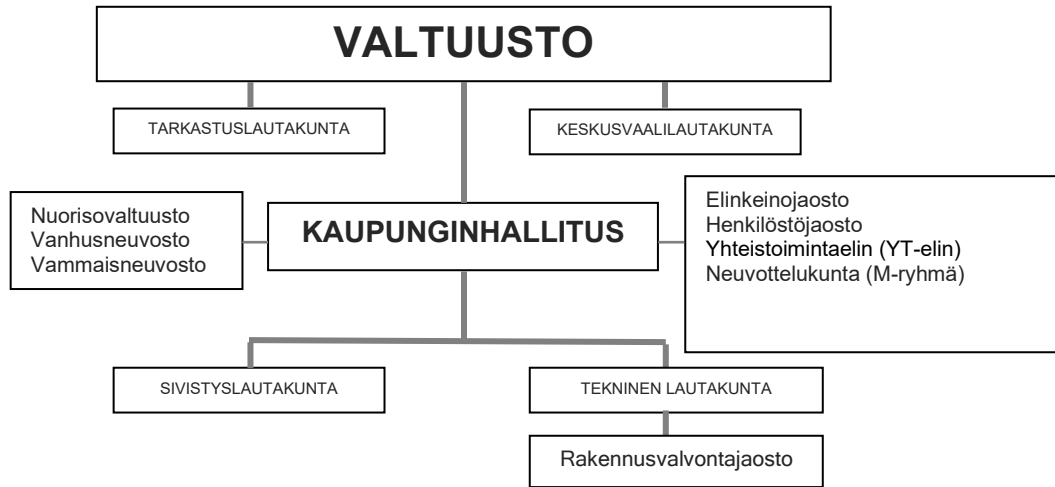 VALTUUSTO
TARKASTUSLAUTAKUNTA
KESKUSVAALILAUTAKUNTA
Nuorisovaltuusto
Vanhusneuvosto
Vammaisneuvosto
KAUPUNGINHALLITUS
Elinkeinojaosto
Henkilöstöjaosto
Yhteistoimintaelin (YT-elin)
Neuvottelukunta (M-ryhmä)
SIVISTYSLAUTAKUNTA
TEKNINEN LAUTAKUNTA
Rakennusvalvontajaosto